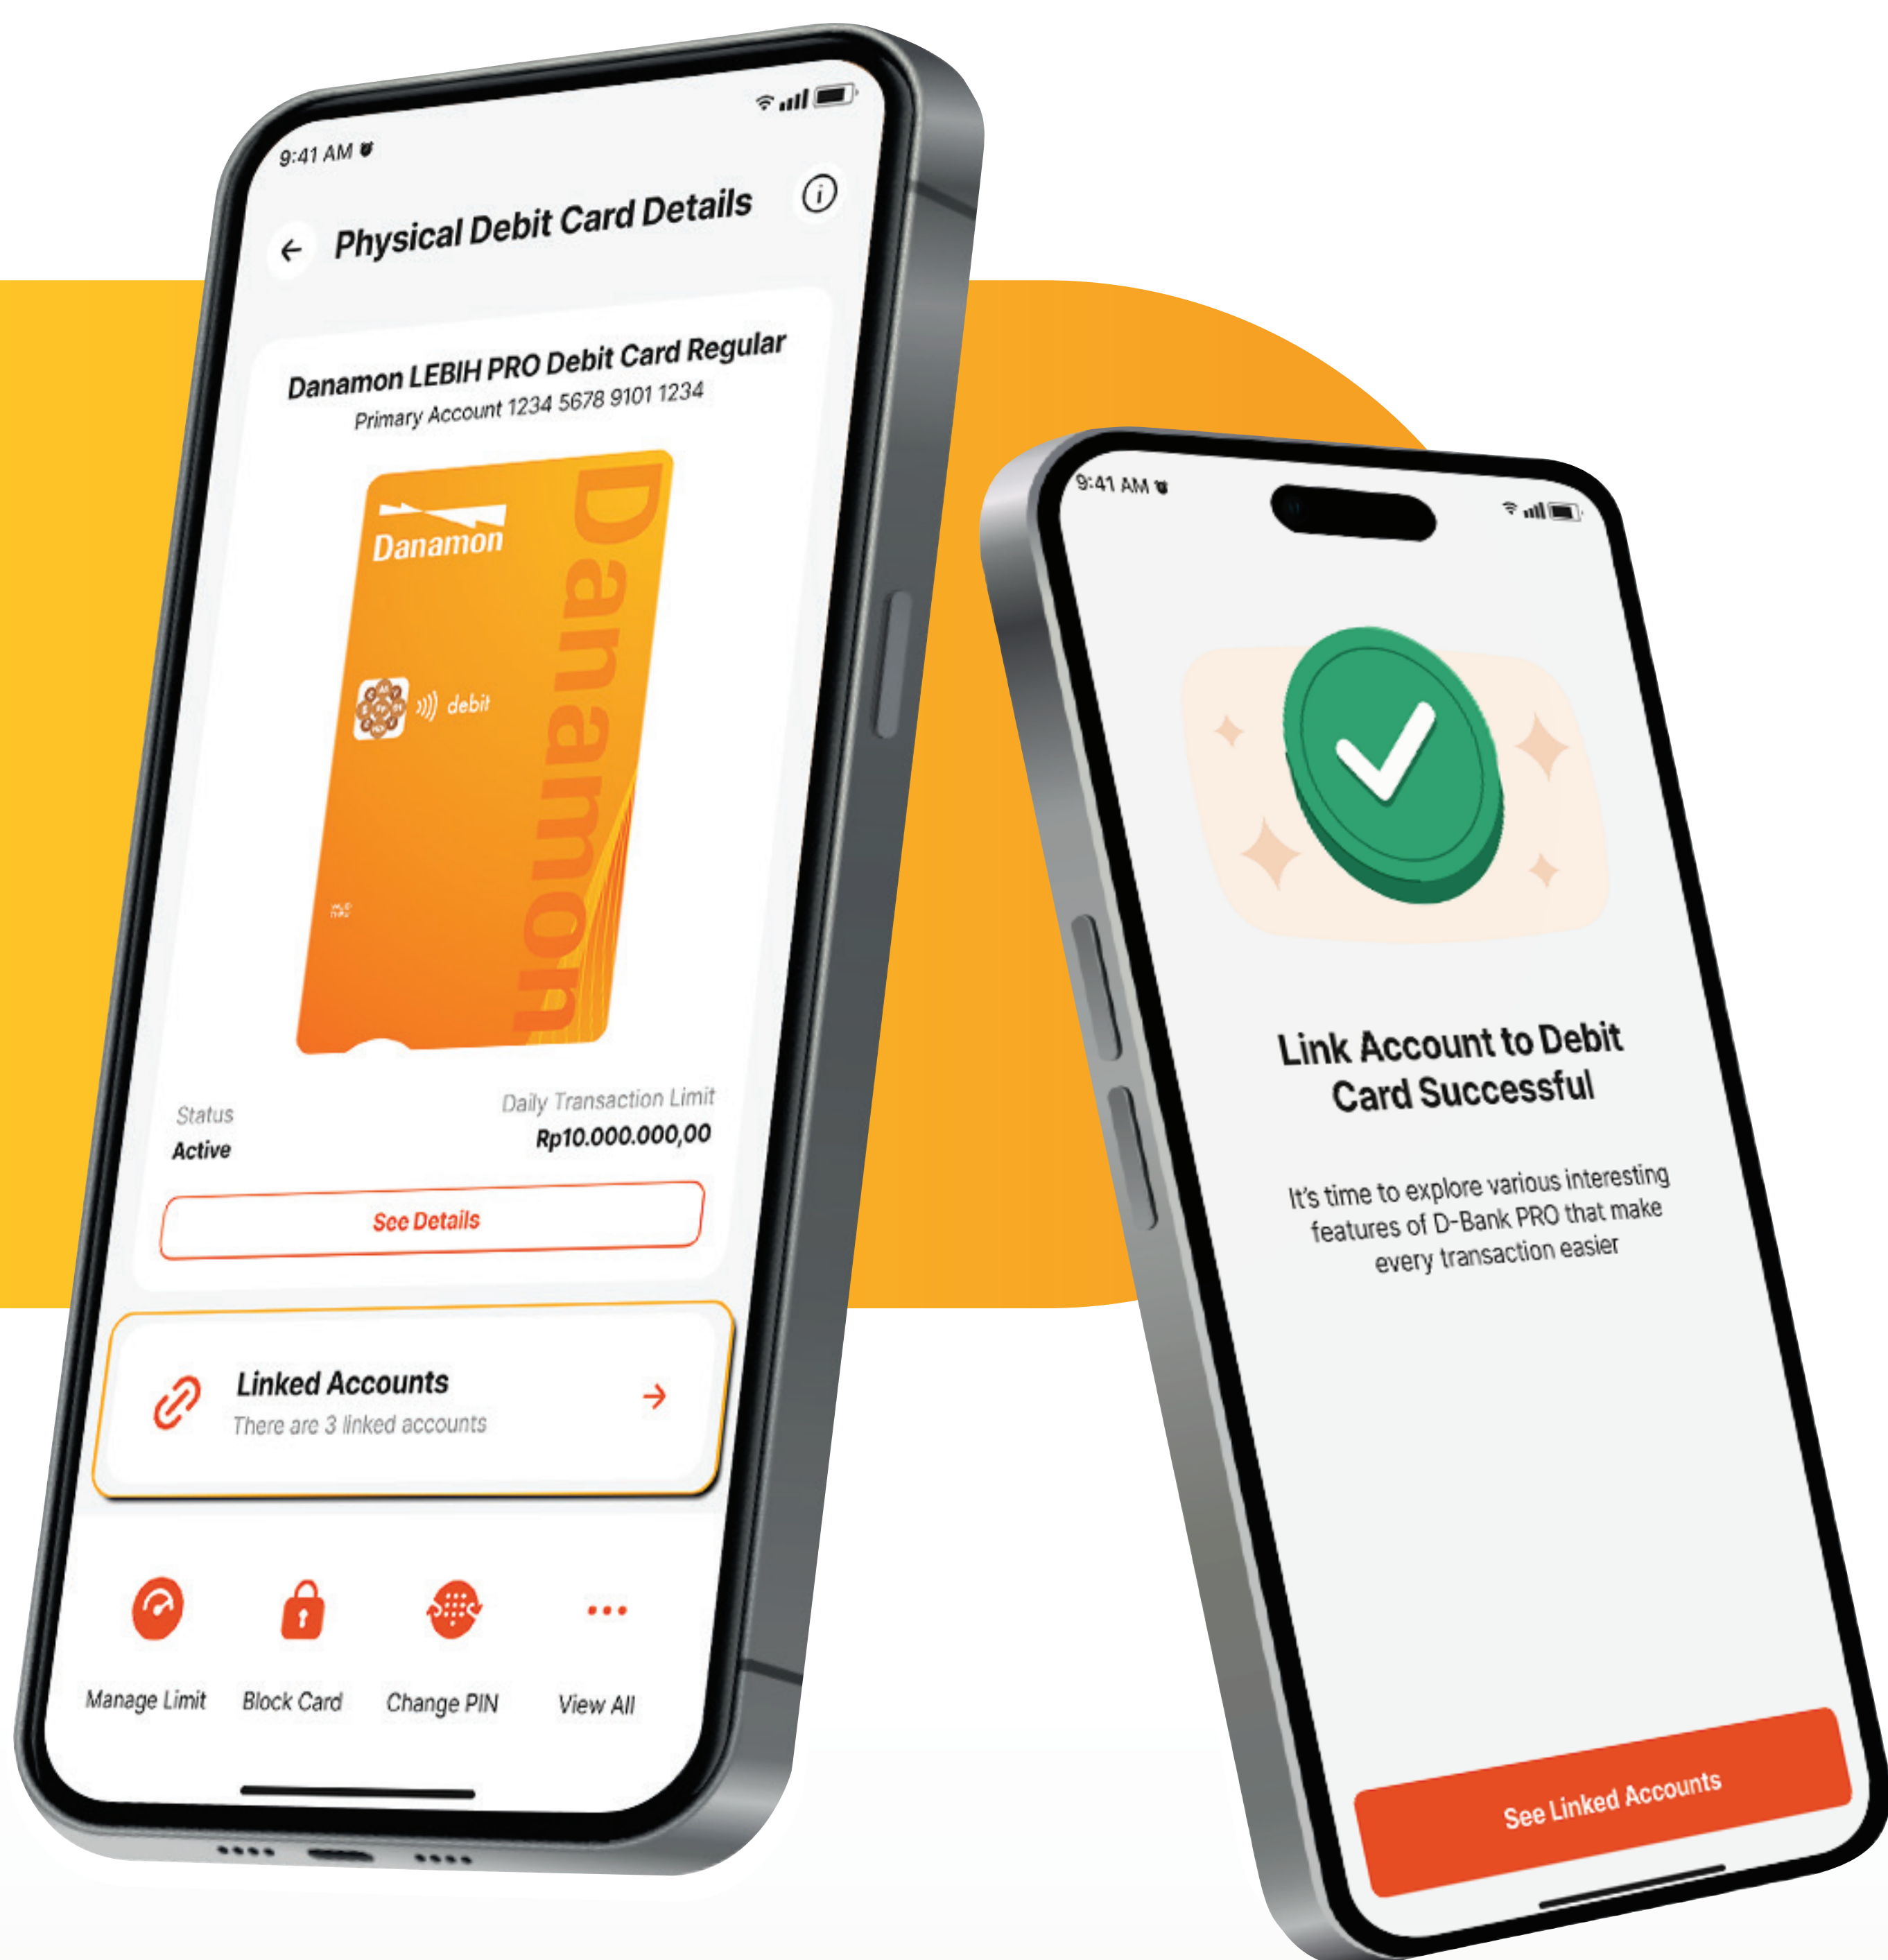 9:41 AM
Physical Debit Card Details
Danamon LEBIH PRO Debit Card Regular
Primary Account 1234 5678 9101 1234
Danamon
Danamon
debit
Status
Active
Daily Transaction Limit
Rp10.000.000,00
See Details
Linked Accounts
There are 3 linked accounts
Manage Limit
Block Card
Change PIN
View All
9:41 AM
Link Account to Debit
Card Successful
It's time to explore various interesting
features of D-Bank PRO that make
every transaction easier
See Linked Accounts